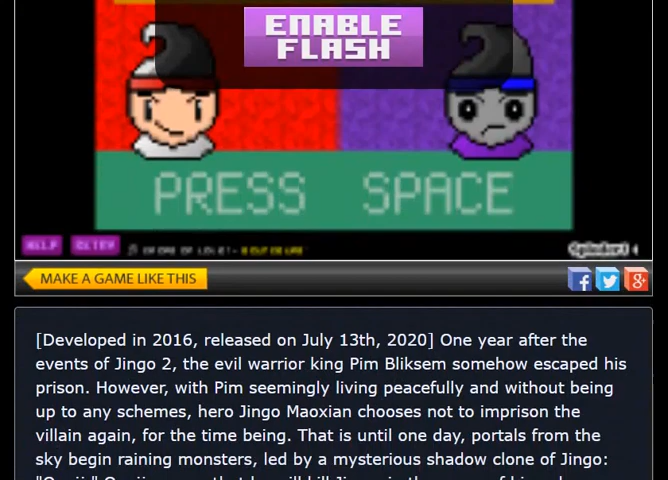 ENABLE
FLASH
PRESS SPACE
HELP
MAKE A GAME LIKE THIS
[Developed in 2016, released on July 13th, 2020] One year after the
events of Jingo 2, the evil warrior king Pim Bliksem somehow escaped his
prison. However, with Pim seemingly living peacefully and without being
up to any schemes, hero Jingo Maoxian chooses not to imprison the
villain again, for the time being. That is until one day, portals from the
sky begin raining monsters, led by a mysterious shadow clone of Jingo: